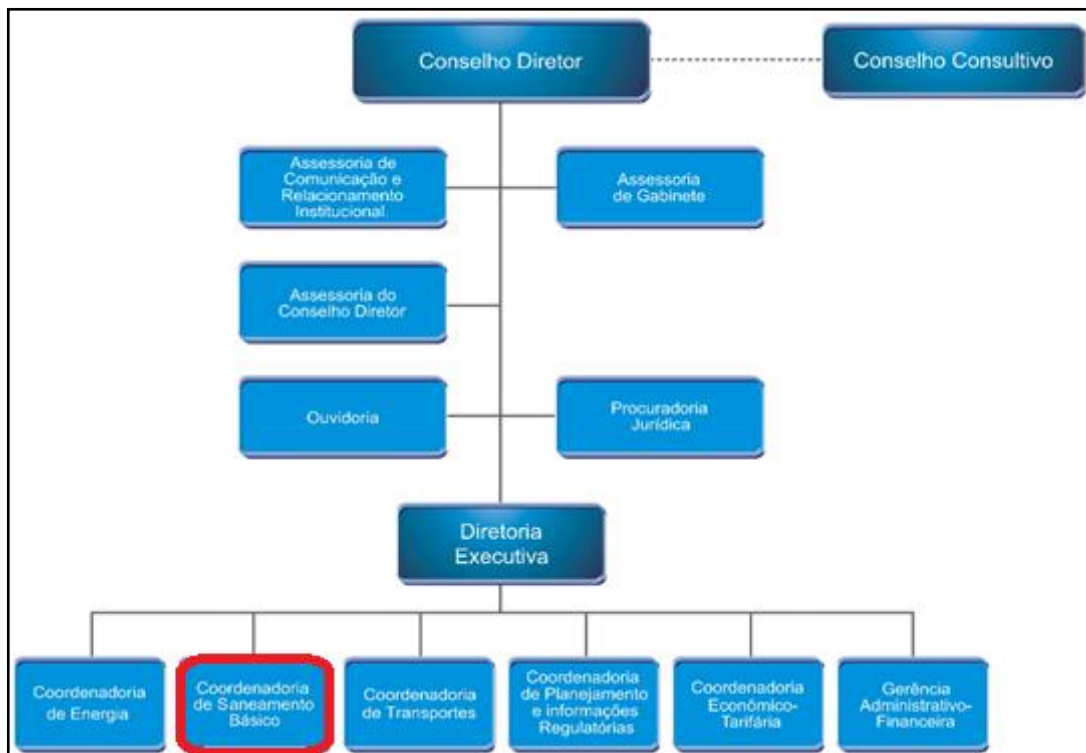 Conselho Diretor
Conselho Consultivo
Assessoria de
Comunicação e
Relacionamento
Institucional
Assessoria
de Gabinete
Assessoria do
Conselho Diretor
Ouvidoria
Procuradoria
Jurídica
Diretoria
Executiva
Coordenadoria
de Energia
Coordenadoria
de Saneamento
Básico
Coordenadoria
de Transportes
Coordenadoria
de Planejamento
e informações
Regulatórias
Coordenadoria
Econômico-
Tarifária
Gerência
Administrativo-
Financeira